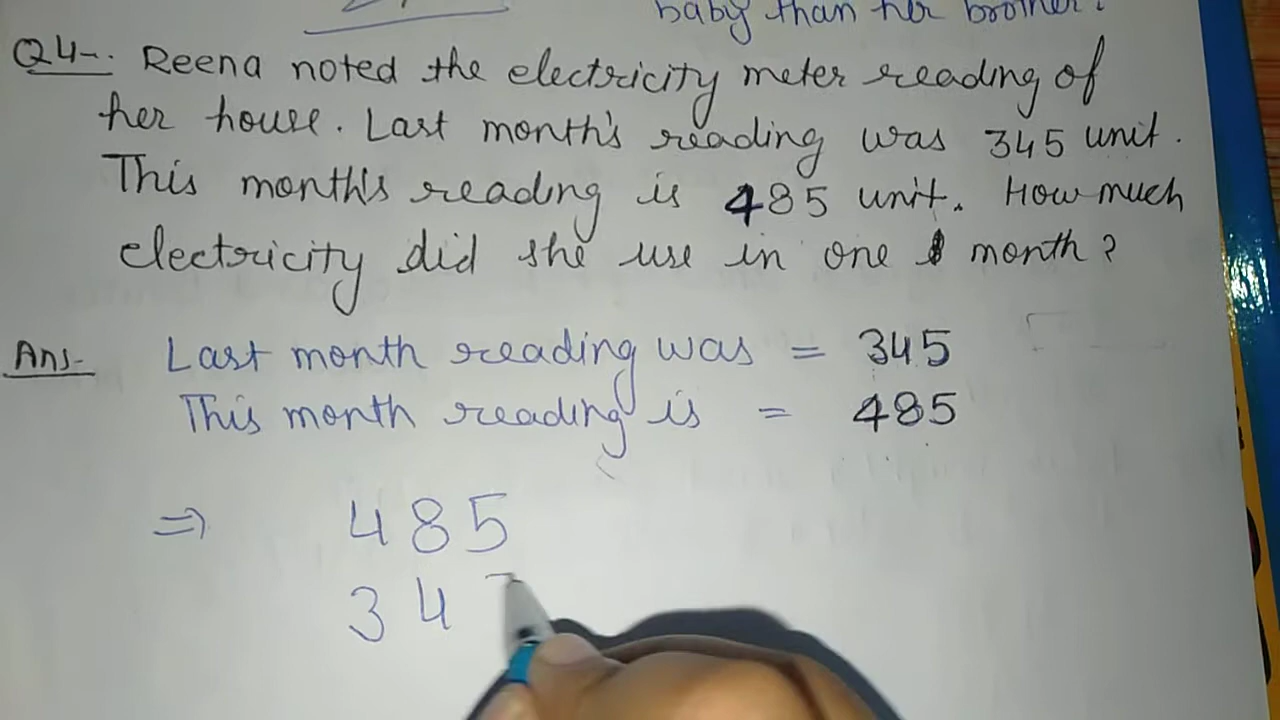 baby than her brother.
Q4-. Reena noted the electricity meter reading of
her house. Last month's reading was 345 unit.
This month's reading is 485 unit. How much
electricity did she use in one month?
Ans- Last month reading was = 345
This month reading is = 485
⇒ 485
34